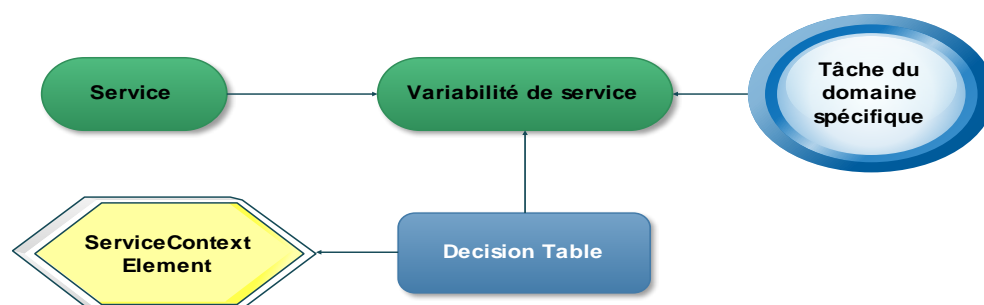 Service
Variabilité de service
Tâche du
domaine
spécifique
ServiceContext
Element
Decision Table